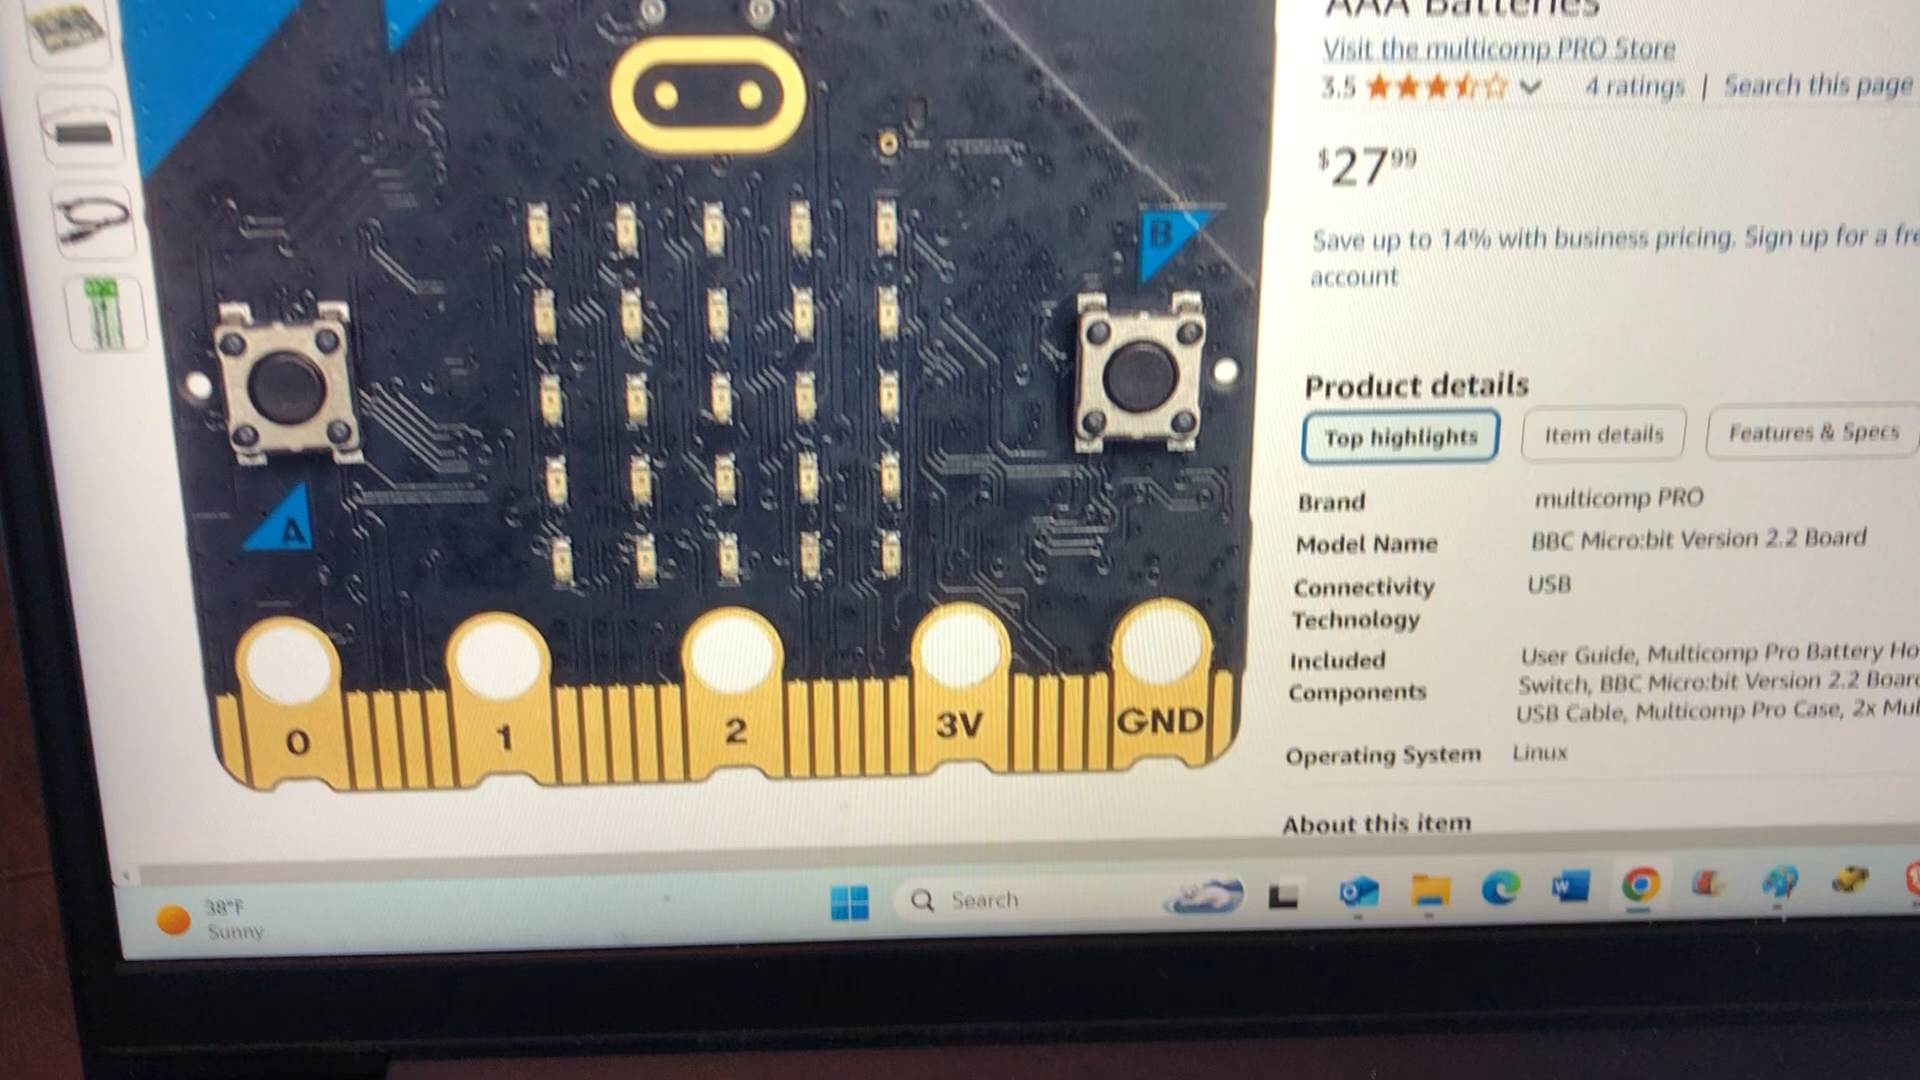 AAA Batteries
Visit the multicomp PRO Store
3.5
4 ratings | Search this page
$2799
Save up to 14% with business pricing. Sign up for a
account
Product details
Top highlights
Item details
Features & Specs
Brand
multicomp PRO
Model Name
BBC Micro:bit Version 2.2 Board
Connectivity
Technology
USB
Included
Components
User Guide, Multicomp Pro Battery
Switch, BBC Micro:bit Version 2.2
USB Cable, Multicomp Pro Case, 2x
Operating System
Linux
About this item
B
A
0
1
2
3V
GND
38°F
Sunny
Search